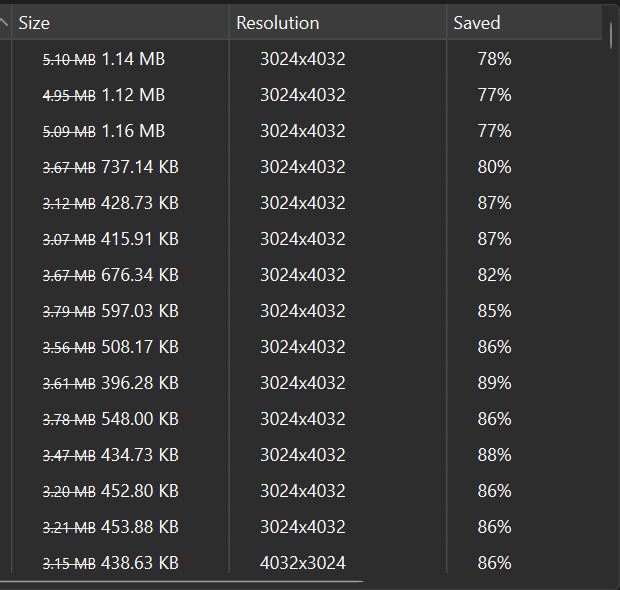 Size Resolution Saved
5.10 MB 1.14 MB 3024x4032 78%
4.95 MB 1.12 MB 3024x4032 77%
5.09 MB 1.16 MB 3024x4032 77%
3.67 MB 737.14 KB 3024x4032 80%
3.12 MB 428.73 KB 3024x4032 87%
3.07 MB 415.91 KB 3024x4032 87%
3.67 MB 676.34 KB 3024x4032 82%
3.79 MB 597.03 KB 3024x4032 85%
3.56 MB 508.17 KB 3024x4032 86%
3.61 MB 396.28 KB 3024x4032 89%
3.78 MB 548.00 KB 3024x4032 86%
3.47 MB 434.73 KB 3024x4032 88%
3.20 MB 452.80 KB 3024x4032 86%
3.21 MB 453.88 KB 3024x4032 86%
3.15 MB 438.63 KB 4032x3024 86%